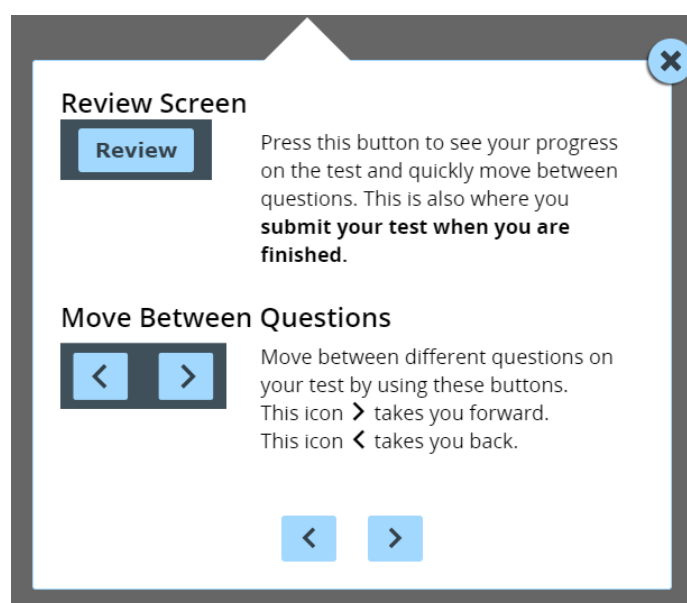 Review Screen
Review
Press this button to see your progress
on the test and quickly move between
questions. This is also where you
submit your test when you are
finished.
Move Between Questions
Move between different questions on
your test by using these buttons.
This icon > takes you forward.
This icon < takes you back.